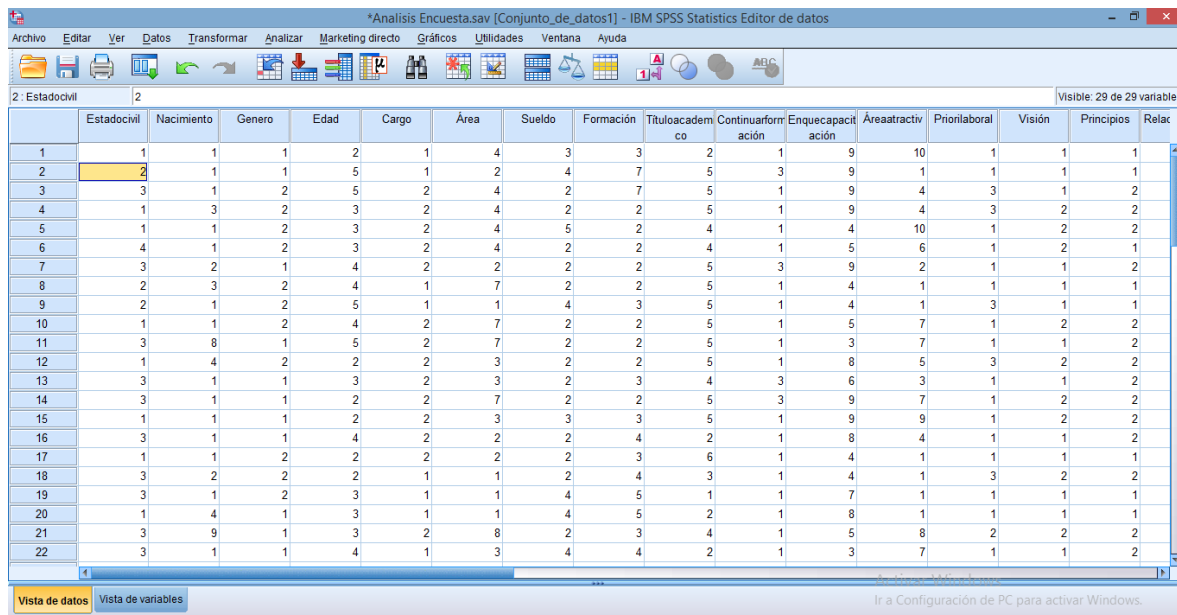 *Analisis Encuesta.sav [Conjunto_de_datos1] - IBM SPSS Statistics Editor de datos
Archivo Editar Ver Datos Transformar Analizar Marketing directo Gráficos Utilidades Ventana Ayuda
2 : Estadocivil 2 Visible: 29 de 29 variable
Estadocivil Nacimiento Genero Edad Cargo Área Sueldo Formación Títuloacadem co Continuarform ación Enquecapacit ación Áreaatractiv Priorilaboral Visión Principios Relac
1 1 1 1 2 1 4 3 3 2 1 9 10 1 1 1
2 2 1 1 5 1 2 4 7 5 3 9 1 1 1 1
3 3 1 2 5 2 4 2 7 5 1 9 4 3 1 2
4 1 3 2 3 2 4 2 2 5 1 9 4 3 2 2
5 1 1 2 3 2 4 5 2 4 1 4 10 1 2 2
6 4 1 2 3 2 4 2 2 4 1 5 6 1 2 1
7 3 2 1 4 2 2 2 2 5 3 9 2 1 1 2
8 2 3 2 4 1 7 2 2 5 1 4 1 1 1 1
9 2 1 2 5 1 1 4 3 5 1 4 1 3 1 1
10 1 1 2 4 2 7 2 2 5 1 5 7 1 2 2
11 3 8 1 5 2 7 2 2 5 1 3 7 1 1 2
12 1 4 2 2 2 3 2 2 5 1 8 5 3 2 2
13 3 1 1 3 2 3 2 3 4 3 6 3 1 1 2
14 3 1 1 2 2 7 2 2 5 3 9 7 1 2 2
15 1 1 1 2 2 3 3 3 5 1 9 9 1 2 2
16 3 1 1 4 2 2 2 4 2 1 8 4 1 1 2
17 1 1 2 2 2 2 2 3 6 1 4 1 1 1 1
18 3 2 2 2 1 1 2 4 3 1 4 1 3 2 2
19 3 1 2 3 1 1 4 5 1 1 7 1 1 1 1
20 1 4 1 3 1 1 4 5 2 1 8 1 1 1 1
21 3 9 1 3 2 8 2 3 4 1 5 8 2 2 2
22 3 1 1 4 1 3 4 4 2 1 3 7 1 1 2
Vista de datos Vista de variables
Ir a Configuración de PC para activar Windows.